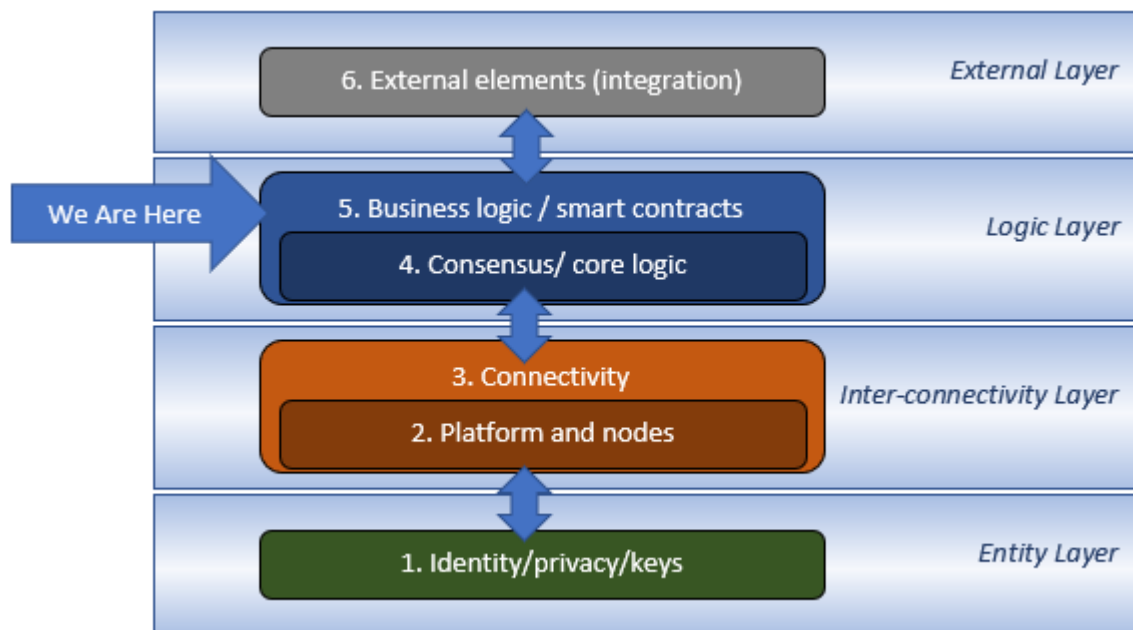 6. External elements (integration)
External Layer
We Are Here
5. Business logic / smart contracts
Logic Layer
4. Consensus/ core logic
3. Connectivity
Inter-connectivity Layer
2. Platform and nodes
1. Identity/privacy/keys
Entity Layer